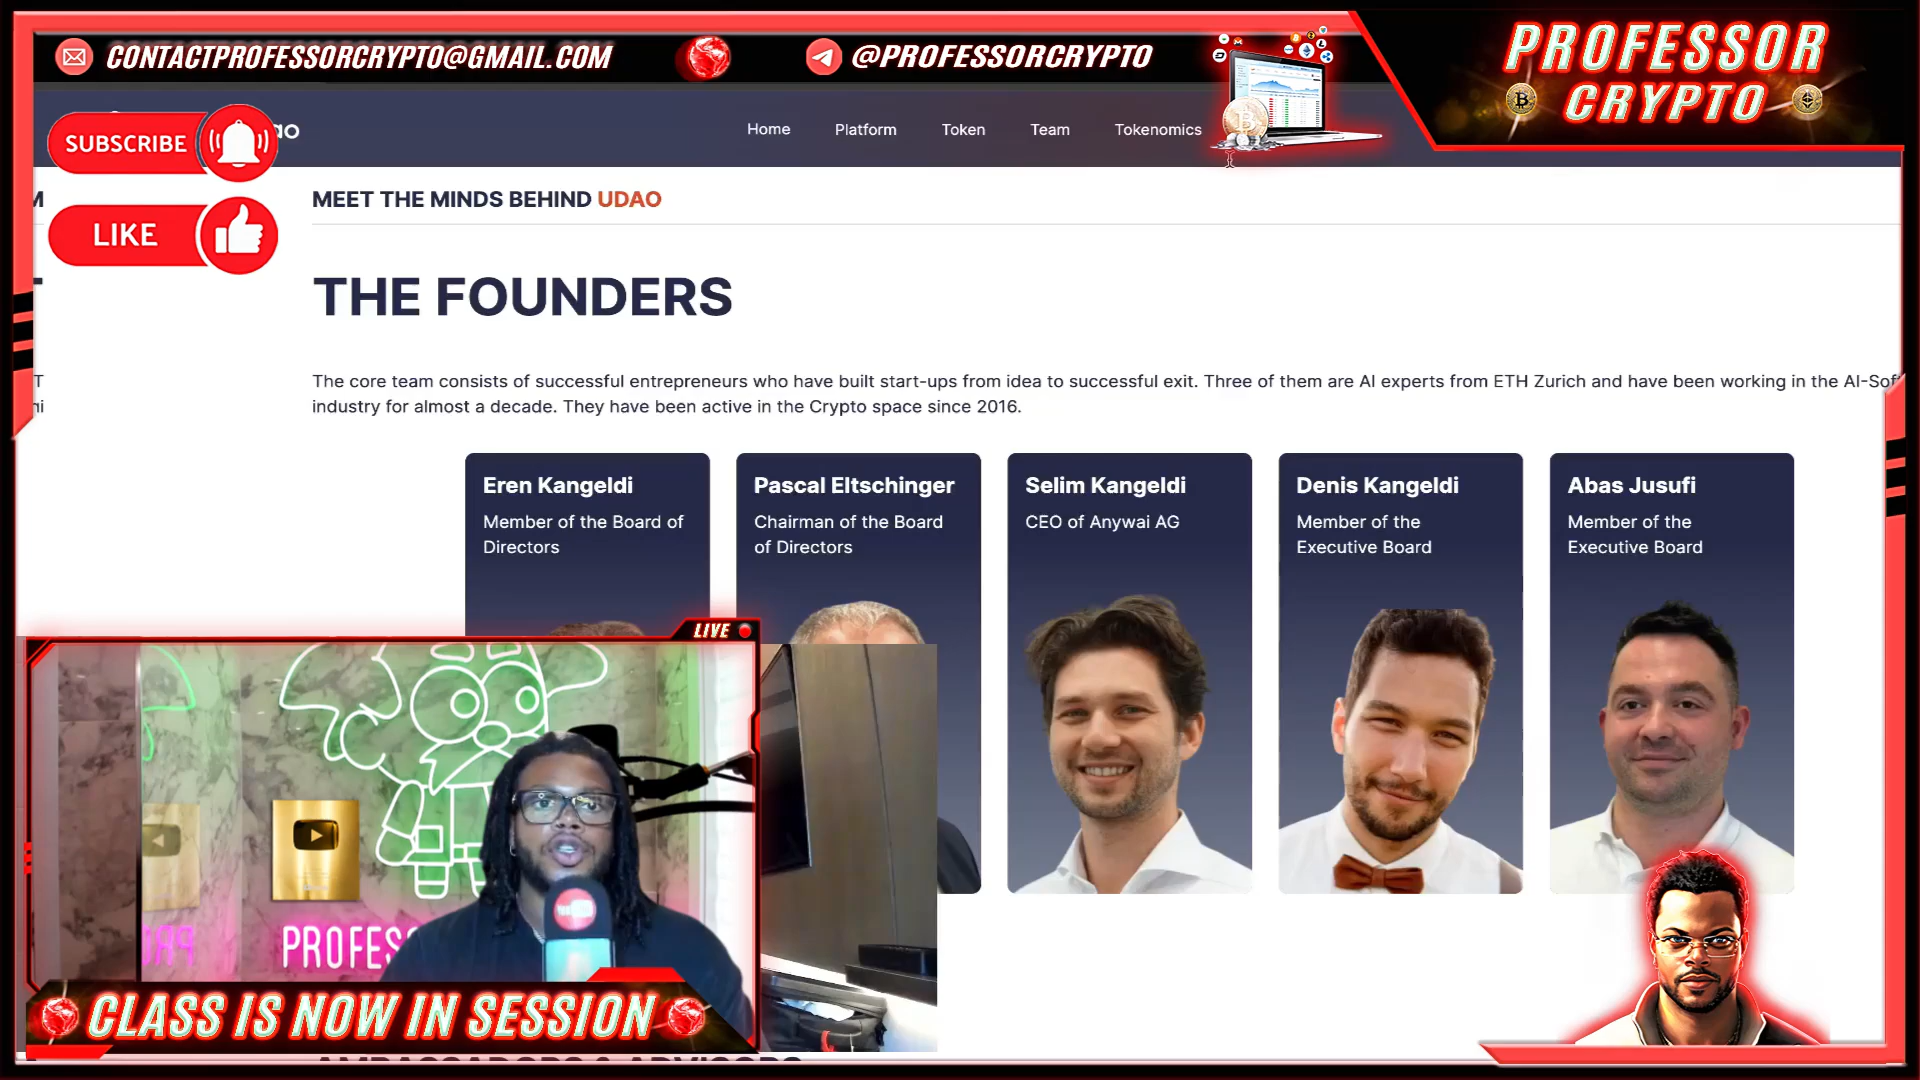 CONTACTPROFESSORCRYPTO@GMAIL.COM
@PROFESSORCRYPTO
PROFESSOR
CRYPTO
SUBSCRIBE
LIKE
Home
Platform
Token
Team
Tokenomics
MEET THE MINDS BEHIND UDAO
THE FOUNDERS
The core team consists of successful entrepreneurs who have built start-ups from idea to successful exit. Three of them are AI experts from ETH Zurich and have been working in the AI-Sof
industry for almost a decade. They have been active in the Crypto space since 2016.
Eren Kangeldi
Member of the Board of
Directors
Pascal Eltschinger
Chairman of the Board
of Directors
Selim Kangeldi
CEO of Anywai AG
Denis Kangeldi
Member of the
Executive Board
Abas Jusufi
Member of the
Executive Board
LIVE
PROFES
CLASS IS NOW IN SESSION
AMBASSADORS & ADVISORS